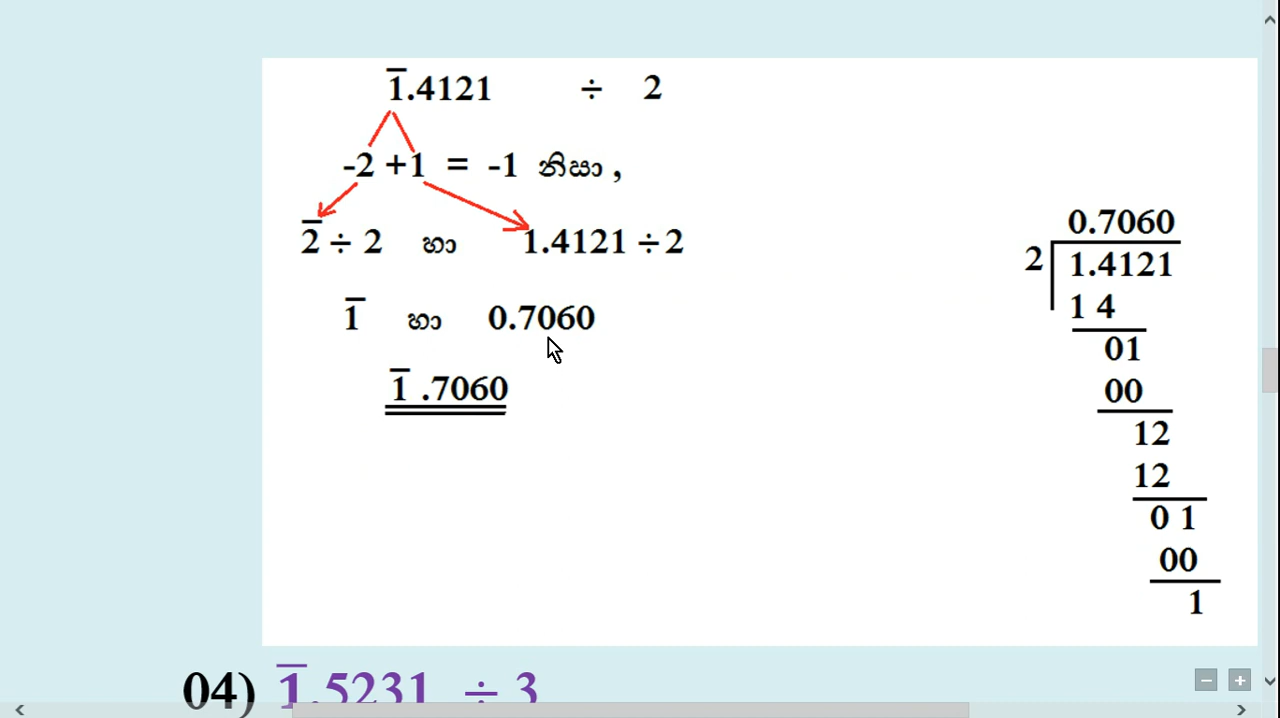 1̅.4121 ÷ 2
-2 +1 = -1 නිසා ,
2̅ ÷ 2 හා 1.4121 ÷ 2
1̅ හා 0.7060
1̅ .7060
0.7060
2 1.4121
1 4
01
00
12
12
0 1
00
1
04) 1̅.5231 ÷ 3